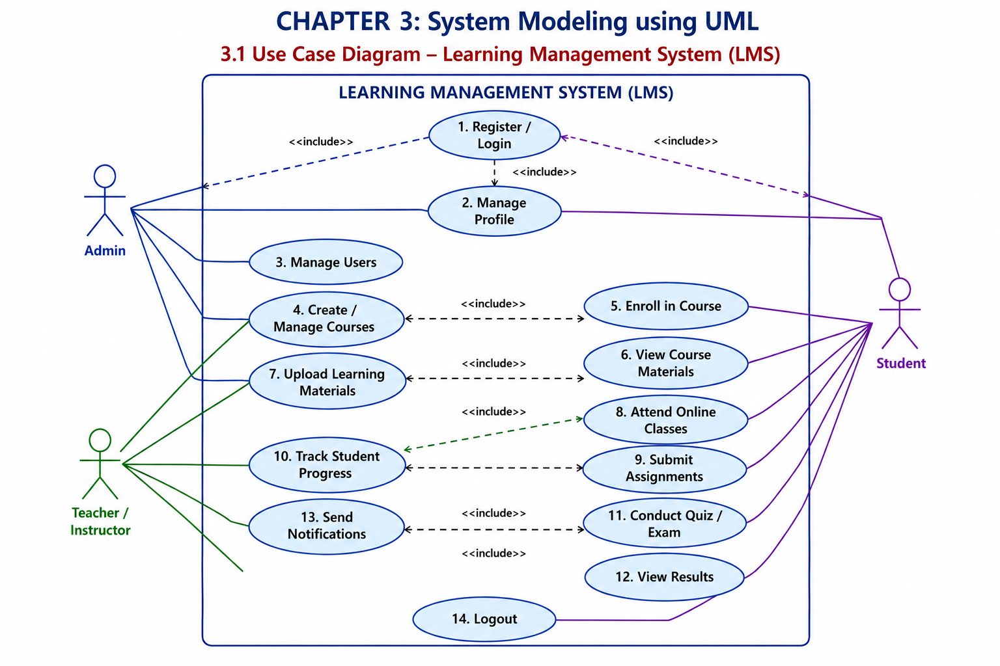 CHAPTER 3: System Modeling using UML
3.1 Use Case Diagram – Learning Management System (LMS)
LEARNING MANAGEMENT SYSTEM (LMS)
1. Register /
Login
<<include>>
<<include>>
<<include>>
2. Manage
Profile
Admin
3. Manage Users
4. Create /
Manage Courses
<<include>>
5. Enroll in Course
Student
7. Upload Learning
Materials
<<include>>
6. View Course
Materials
<<include>>
8. Attend Online
Classes
10. Track Student
Progress
9. Submit
Assignments
Teacher /
Instructor
13. Send
Notifications
<<include>>
11. Conduct Quiz /
Exam
<<include>>
12. View Results
14. Logout